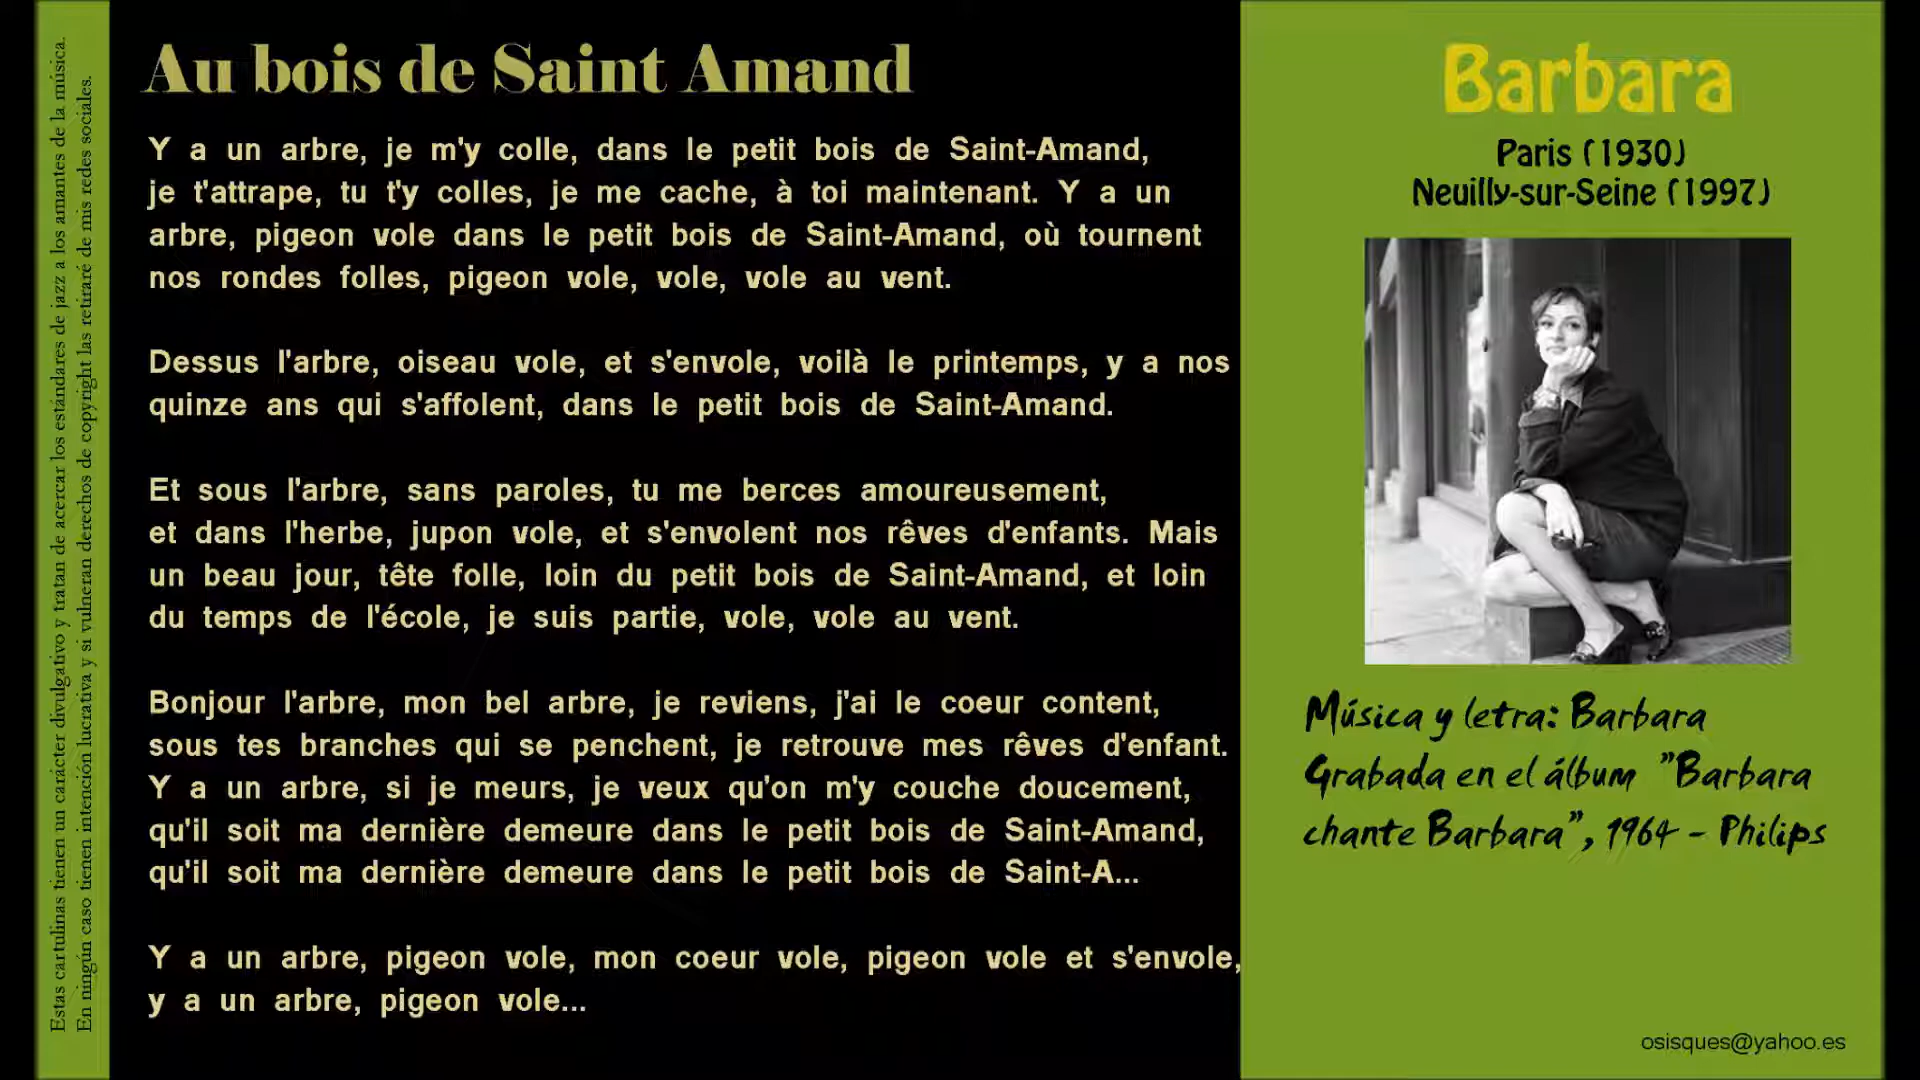 Estas cartulinas tienen un carácter divulgativo y tratan de acercar los estándares de jazz a los amantes de la música.
En ningún caso tienen intención lucrativa y si vulneran derechos de copyright las retiraré de mis redes sociales.
Au bois de Saint Amand
Y a un arbre, je m'y colle, dans le petit bois de Saint-Amand,
je t'attrape, tu t'y colles, je me cache, à toi maintenant. Y a un
arbre, pigeon vole dans le petit bois de Saint-Amand, où tournent
nos rondes folles, pigeon vole, vole, vole au vent.
Dessus l'arbre, oiseau vole, et s'envole, voilà le printemps, y a nos
quinze ans qui s'affolent, dans le petit bois de Saint-Amand.
Et sous l'arbre, sans paroles, tu me berces amoureusement,
et dans l'herbe, jupon vole, et s'envolent nos rêves d'enfants. Mais
un beau jour, tête folle, loin du petit bois de Saint-Amand, et loin
du temps de l'école, je suis partie, vole, vole au vent.
Bonjour l'arbre, mon bel arbre, je reviens, j'ai le coeur content,
sous tes branches qui se penchent, je retrouve mes rêves d'enfant.
Y a un arbre, si je meurs, je veux qu'on m'y couche doucement,
qu'il soit ma dernière demeure dans le petit bois de Saint-Amand,
qu'il soit ma dernière demeure dans le petit bois de Saint-A...
Y a un arbre, pigeon vole, mon coeur vole, pigeon vole et s'envole,
y a un arbre, pigeon vole...
Barbara
Paris (1930)
Neuilly-sur-Seine (1997)
Música y letra: Barbara
Grabada en el álbum "Barbara
chante Barbara", 1964 - Philips
osisques@yahoo.es